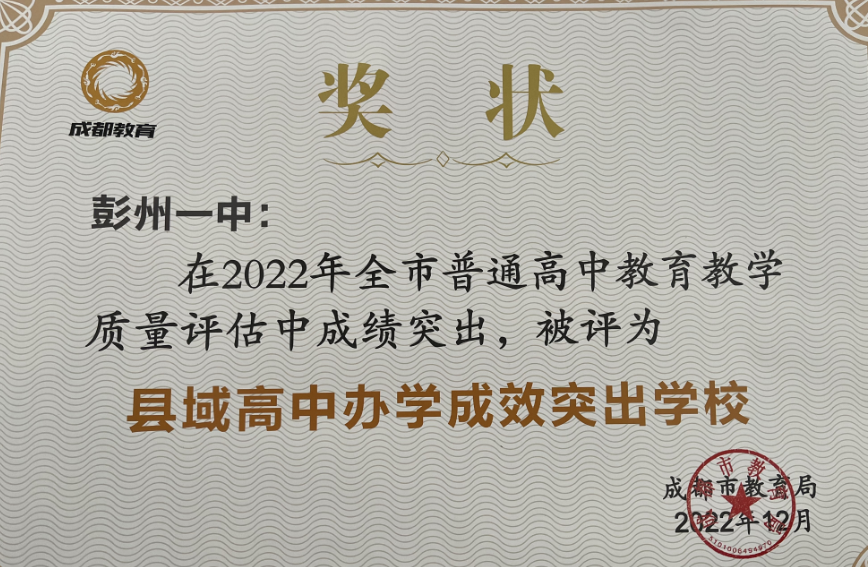 奖状
成都教育
彭州一中：
在2022年全市普通高中教育教学
质量评估中成绩突出，被评为
县域高中办学成效突出学校
成都市教育局
2022年12月